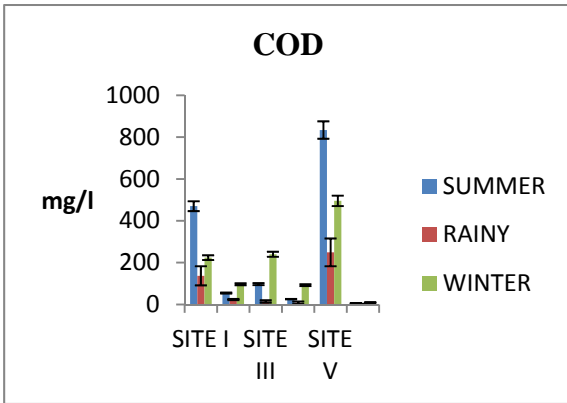 COD
1000
800
600
400
200
0
mg/l
SITE I SITE SITE
III V
SUMMER
RAINY
WINTER